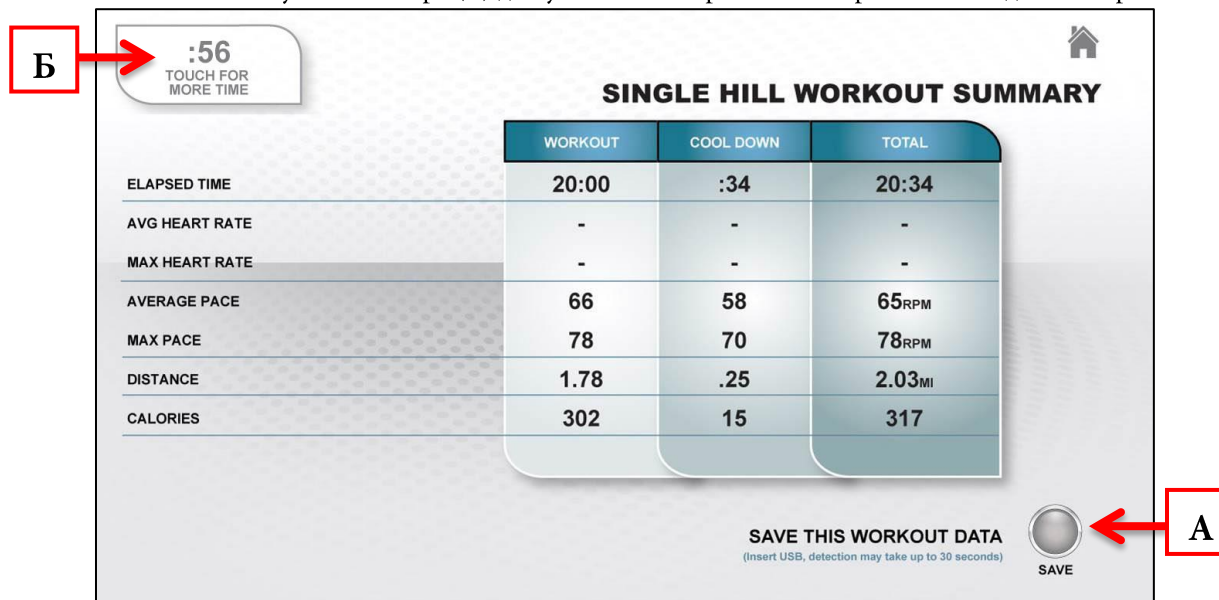 Б
:56
TOUCH FOR
MORE TIME
SINGLE HILL WORKOUT SUMMARY
WORKOUT COOL DOWN TOTAL
ELAPSED TIME 20:00 :34 20:34
AVG HEART RATE - - -
MAX HEART RATE - - -
AVERAGE PACE 66 58 65RPM
MAX PACE 78 70 78RPM
DISTANCE 1.78 .25 2.03MI
CALORIES 302 15 317
SAVE THIS WORKOUT DATA
(Insert USB, detection may take up to 30 seconds)
SAVE
А